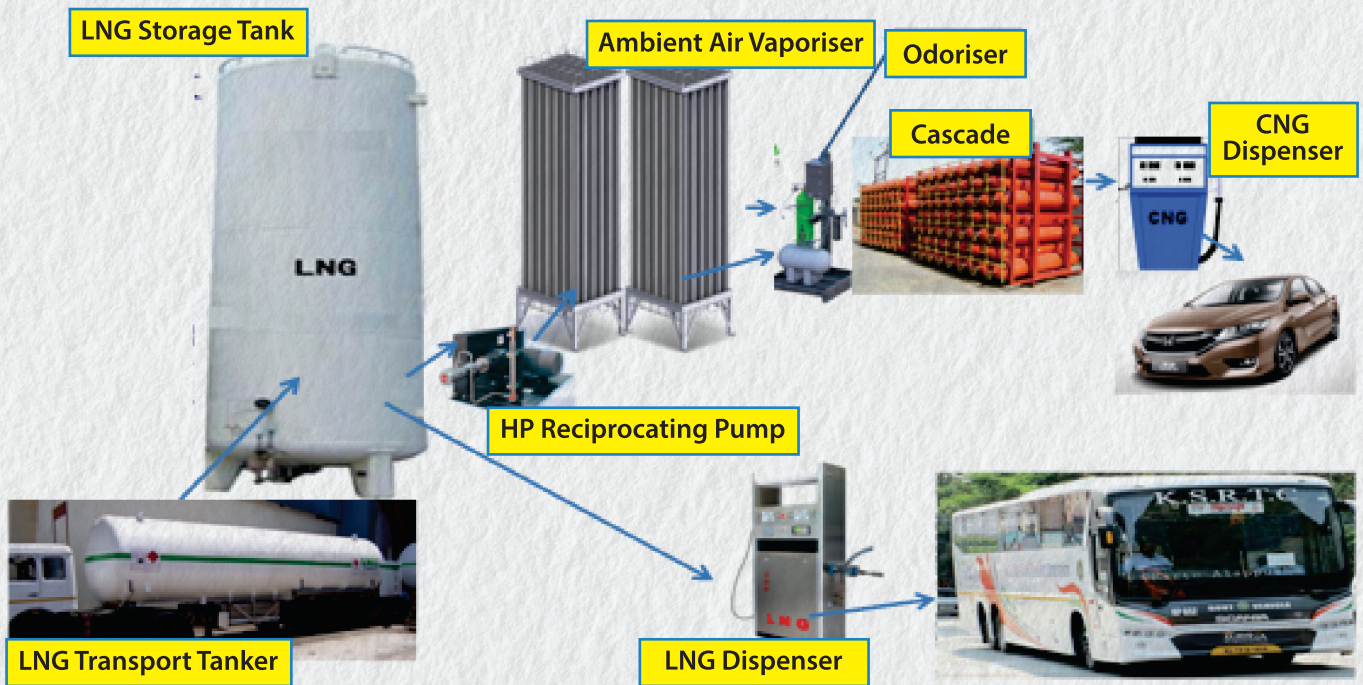 LNG Storage Tank
Ambient Air Vaporiser
Odoriser
Cascade
CNG
Dispenser
LNG
CNG
HP Reciprocating Pump
K.S.R.T.C
LNG
LNG Transport Tanker
LNG Dispenser